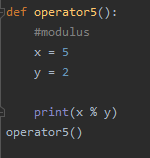 def operator5():
    #modulus
    x = 5
    y = 2

    print(x % y)
operator5()